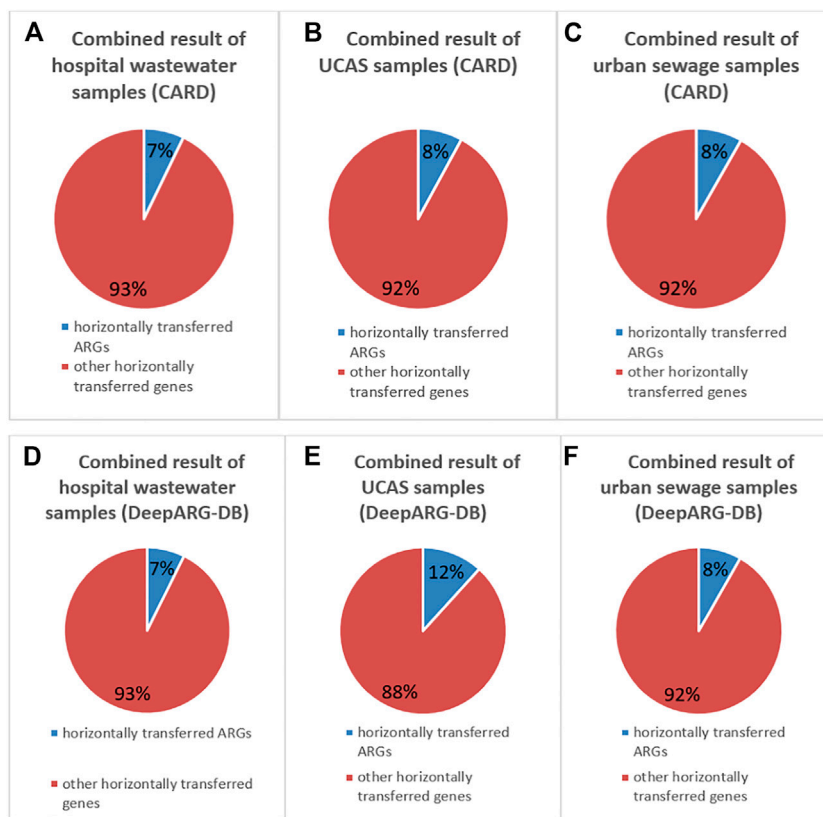 A
Combined result of
hospital wastewater
samples (CARD)
7%
93%
horizontally transferred
ARGs
other horizontally
transferred genes
B
Combined result of
UCAS samples (CARD)
8%
92%
horizontally transferred
ARGs
other horizontally
transferred genes
C
Combined result of
urban sewage samples
(CARD)
8%
92%
horizontally transferred
ARGs
other horizontally
transferred genes
D
Combined result of
hospital wastewater
samples (DeepARG-DB)
7%
93%
horizontally transferred ARGs
other horizontally transferred
genes
E
Combined result of
UCAS samples
(DeepARG-DB)
12%
88%
horizontally transferred
ARGs
other horizontally
transferred genes
F
Combined result of
urban sewage samples
(DeepARG-DB)
8%
92%
horizontally transferred
ARGs
other horizontally
transferred genes